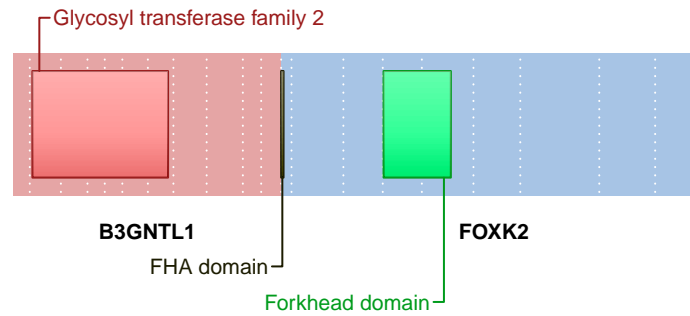 Glycosyl transferase family 2
B3GNTL1
FOXK2
FHA domain
Forkhead domain